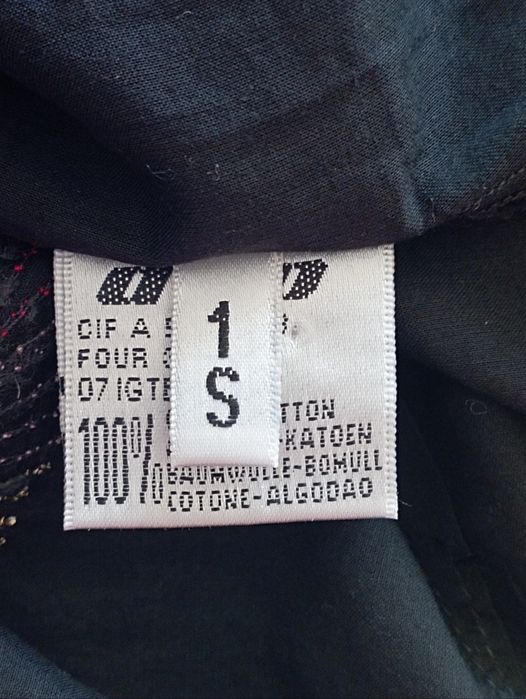 1
S
CIF A
FOUR
07 IGTE
100%
TTON
-KATOEN
BAUMWOLLE-BOMULL
COTONE-ALGODAO